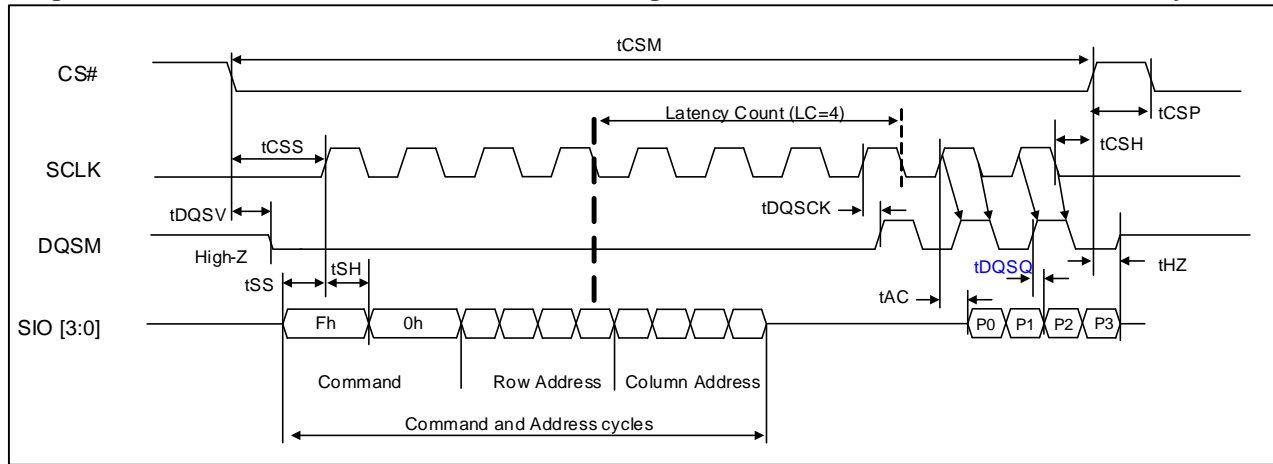 tCSM
CS#
Latency Count (LC=4)
tCSP
tCSS
tCSH
SCLK
tDQSCK
tDQSV
DQSM
High-Z
tSH
tDQSQ
tHZ
tSS
tAC
SIO [3:0]
Fh
0h
P0
P1
P2
P3
Command
Row Address
Column Address
Command and Address cycles